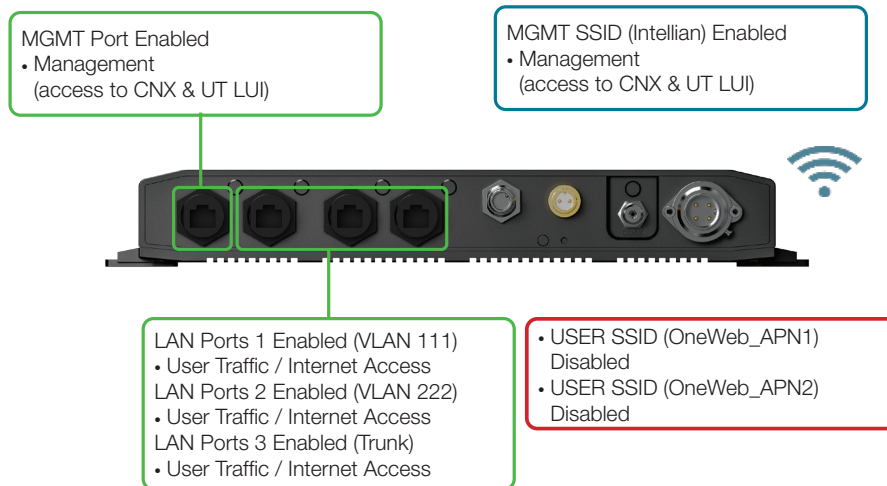 MGMT Port Enabled
• Management
(access to CNX & UT LUI)
MGMT SSID (Intellian) Enabled
• Management
(access to CNX & UT LUI)
LAN Ports 1 Enabled (VLAN 111)
• User Traffic / Internet Access
LAN Ports 2 Enabled (VLAN 222)
• User Traffic / Internet Access
LAN Ports 3 Enabled (Trunk)
• User Traffic / Internet Access
• USER SSID (OneWeb_APN1)
Disabled
• USER SSID (OneWeb_APN2)
Disabled